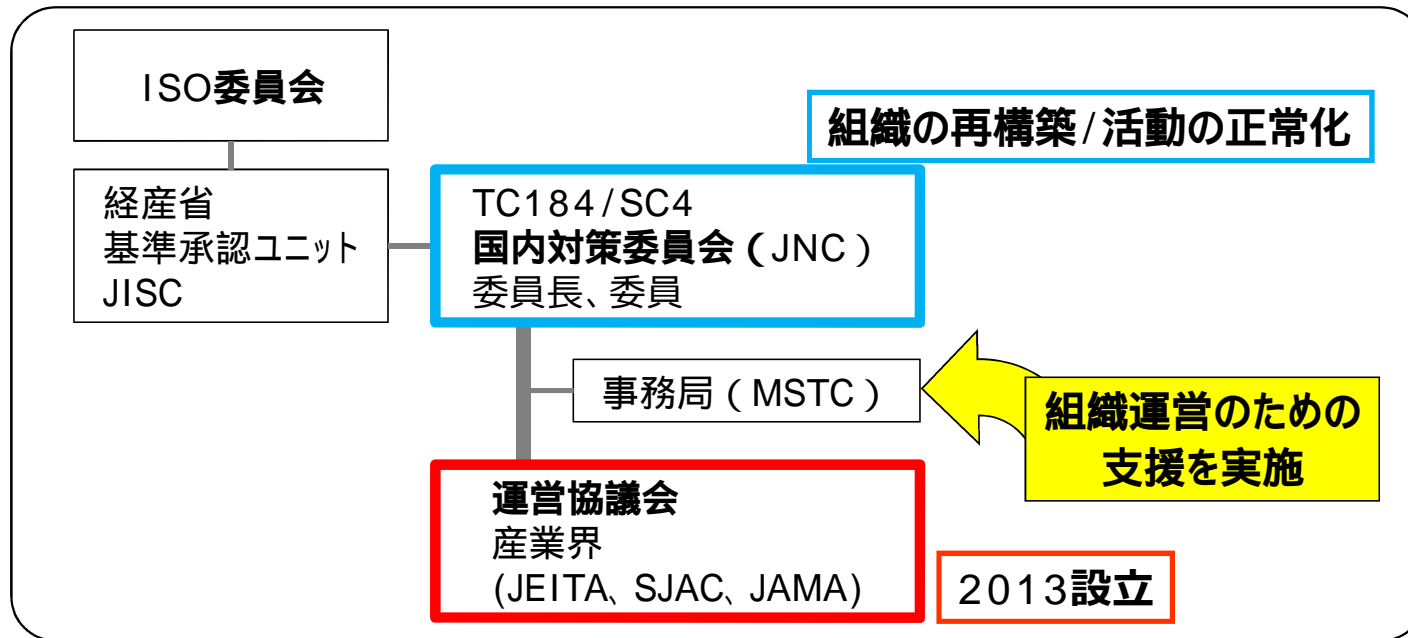 ISO委員会
組織の再構築/活動の正常化
経産省
基準承認ユニット
JISC
TC184/SC4
国内対策委員会(JNC)
委員長、委員
事務局(MSTC)
組織運営のための
支援を実施
運営協議会
産業界
(JEITA、SJAC、JAMA)
2013設立